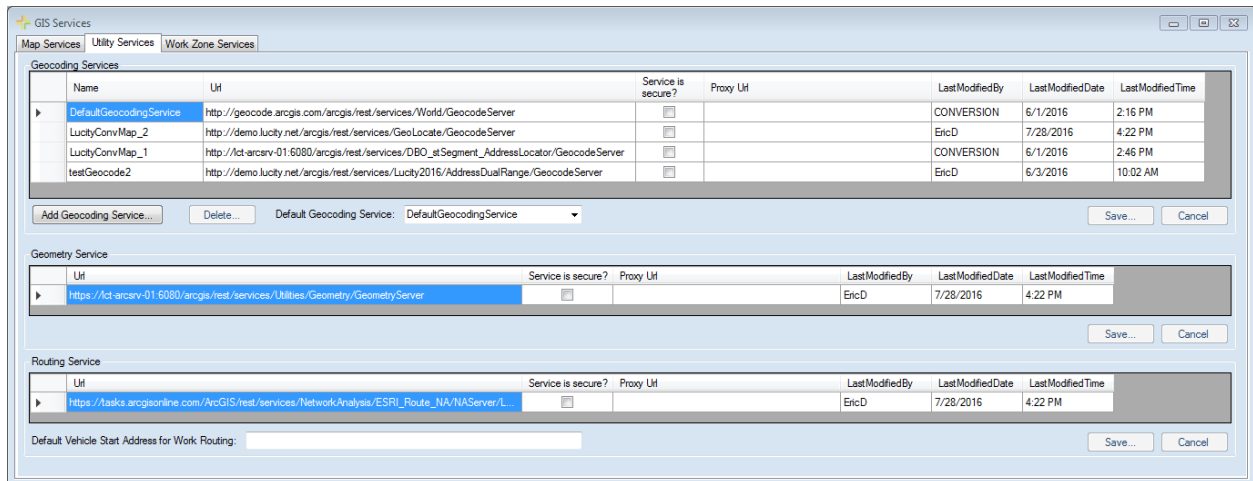 GIS Services
Map Services Utility Services Work Zone Services
Geocoding Services
Name Url Service is secure? Proxy Url LastModifiedBy LastModifiedDate LastModifiedTime
DefaultGeocodingService http://geocode.arcgis.com/arcgis/rest/services/World/GeocodeServer CONVERSION 6/1/2016 2:16 PM
LucityConvMap_2 http://demo.lucity.net/arcgis/rest/services/GeoLocate/GeocodeServer EricD 7/28/2016 4:22 PM
LucityConvMap_1 http://lct-arcsrv-01:6080/arcgis/rest/services/DBO_stSegment_AddressLocator/GeocodeServer CONVERSION 6/1/2016 2:46 PM
testGeocode2 http://demo.lucity.net/arcgis/rest/services/Lucity2016/AddressDualRange/GeocodeServer EricD 6/3/2016 10:02 AM
Add Geocoding Service... Delete... Default Geocoding Service: DefaultGeocodingService Save... Cancel
Geometry Service
Url Service is secure? Proxy Url LastModifiedBy LastModifiedDate LastModifiedTime
https://lct-arcsrv-01:6080/arcgis/rest/services/Utilities/Geometry/GeometryServer EricD 7/28/2016 4:22 PM
Save... Cancel
Routing Service
Url Service is secure? Proxy Url LastModifiedBy LastModifiedDate LastModifiedTime
https://tasks.arcgisonline.com/ArcGIS/rest/services/NetworkAnalysis/ESRI_Route_NA/NAServer/L... EricD 7/28/2016 4:22 PM
Default Vehicle Start Address for Work Routing: Save... Cancel